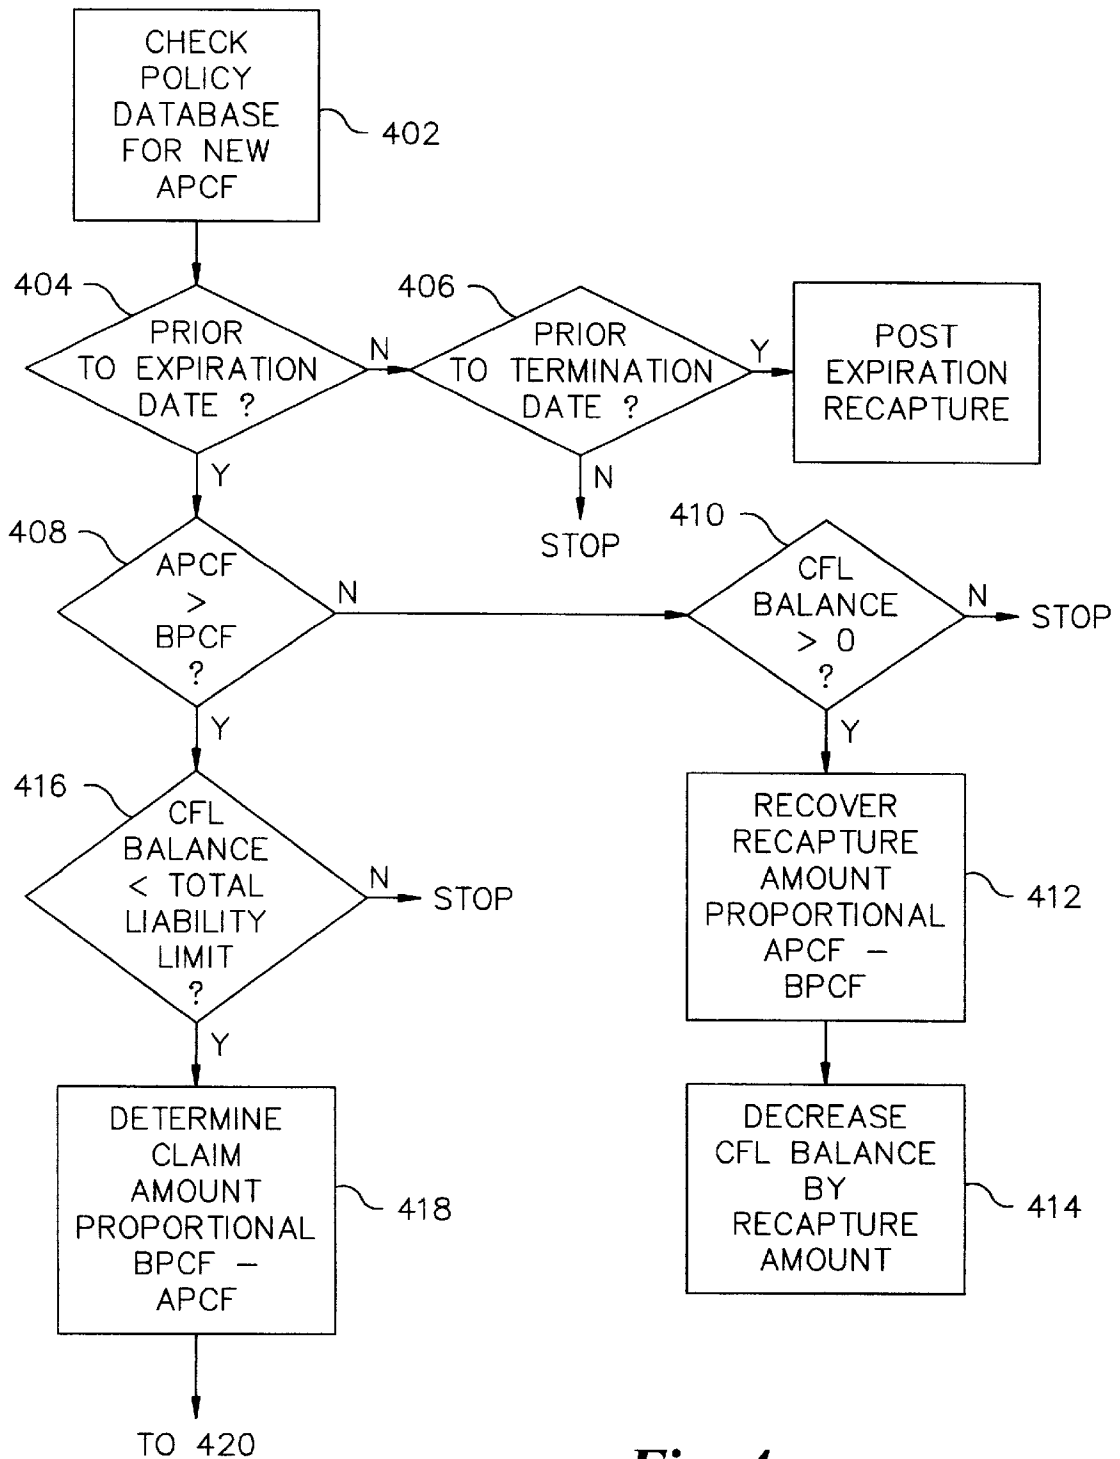 CHECK
POLICY
DATABASE
FOR NEW
APCF
402
404
PRIOR
TO EXPIRATION
DATE ?
N
Y
406
PRIOR
TO TERMINATION
DATE ?
Y
N
STOP
POST
EXPIRATION
RECAPTURE
408
APCF
>
BPCF
?
N
Y
410
CFL
BALANCE
> 0
?
N
STOP
Y
416
CFL
BALANCE
< TOTAL
LIABILITY
LIMIT
?
N
STOP
Y
RECOVER
RECAPTURE
AMOUNT
PROPORTIONAL
APCF –
BPCF
412
DETERMINE
CLAIM
AMOUNT
PROPORTIONAL
BPCF –
APCF
418
DECREASE
CFL BALANCE
BY
RECAPTURE
AMOUNT
414
TO 420